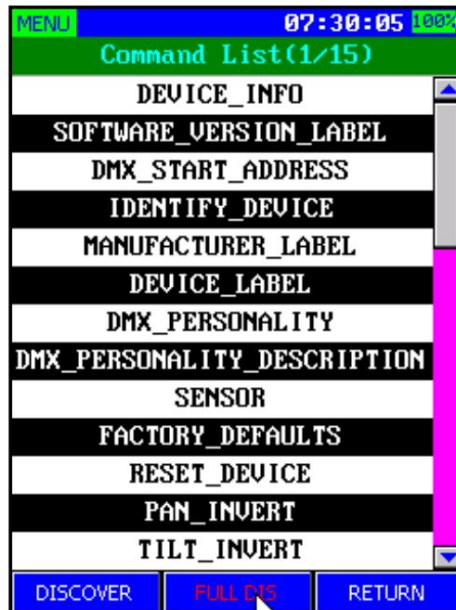 MENU 07:30:05 100%
Command List(1/15)
DEVICE_INFO
SOFTWARE_VERSION_LABEL
DMX_START_ADDRESS
IDENTIFY_DEVICE
MANUFACTURER_LABEL
DEVICE_LABEL
DMX_PERSONALITY
DMX_PERSONALITY_DESCRIPTION
SENSOR
FACTORY_DEFAULTS
RESET_DEVICE
PAN_INVERT
TILT_INVERT
DISCOVER FULL DIS RETURN